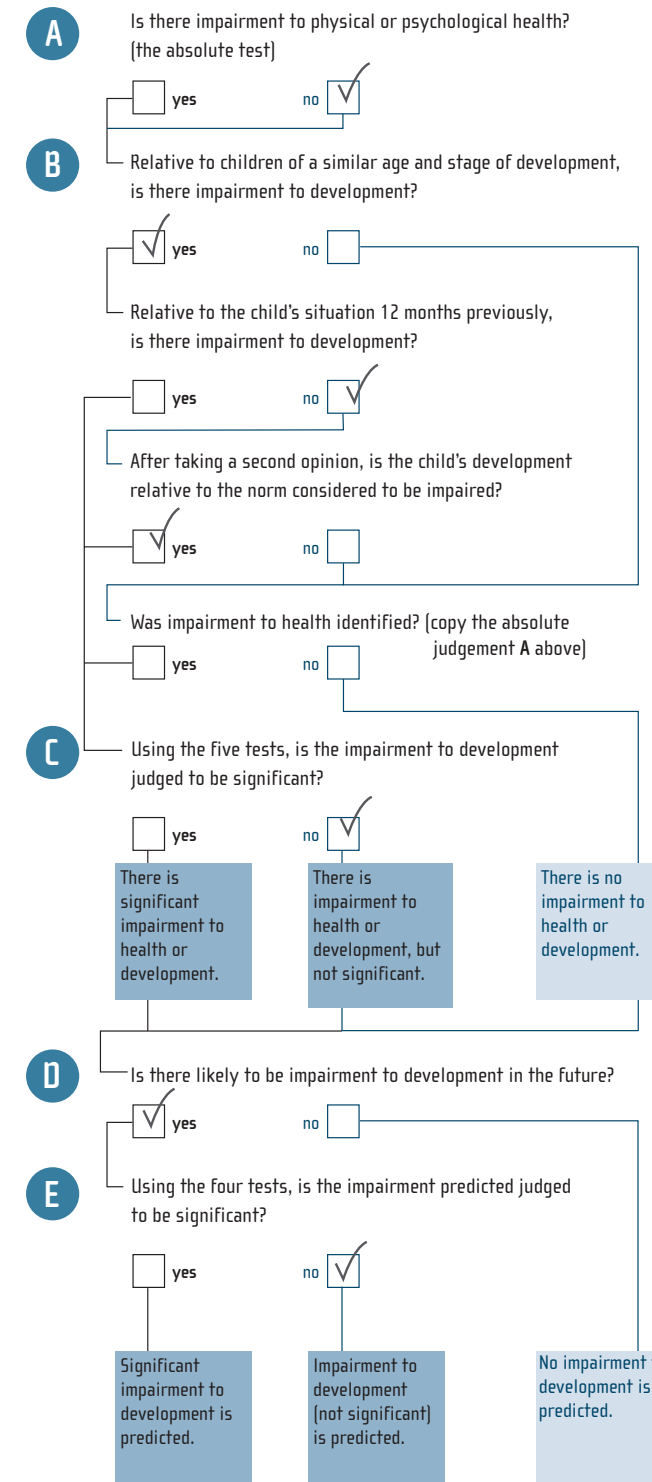 A
Is there impairment to physical or psychological health?
(the absolute test)
yes no
B
Relative to children of a similar age and stage of development,
is there impairment to development?
yes no
Relative to the child's situation 12 months previously,
is there impairment to development?
yes no
After taking a second opinion, is the child's development
relative to the norm considered to be impaired?
yes no
Was impairment to health identified? (copy the absolute
judgement A above)
yes no
C
Using the five tests, is the impairment to development
judged to be significant?
yes no
There is
significant
impairment to
health or
development.
There is
impairment to
health or
development, but
not significant.
There is no
impairment to
health or
development.
D
Is there likely to be impairment to development in the future?
yes no
E
Using the four tests, is the impairment predicted judged
to be significant?
yes no
Significant
impairment to
development is
predicted.
Impairment to
development
(not significant)
is predicted.
No impairment
development is
predicted.